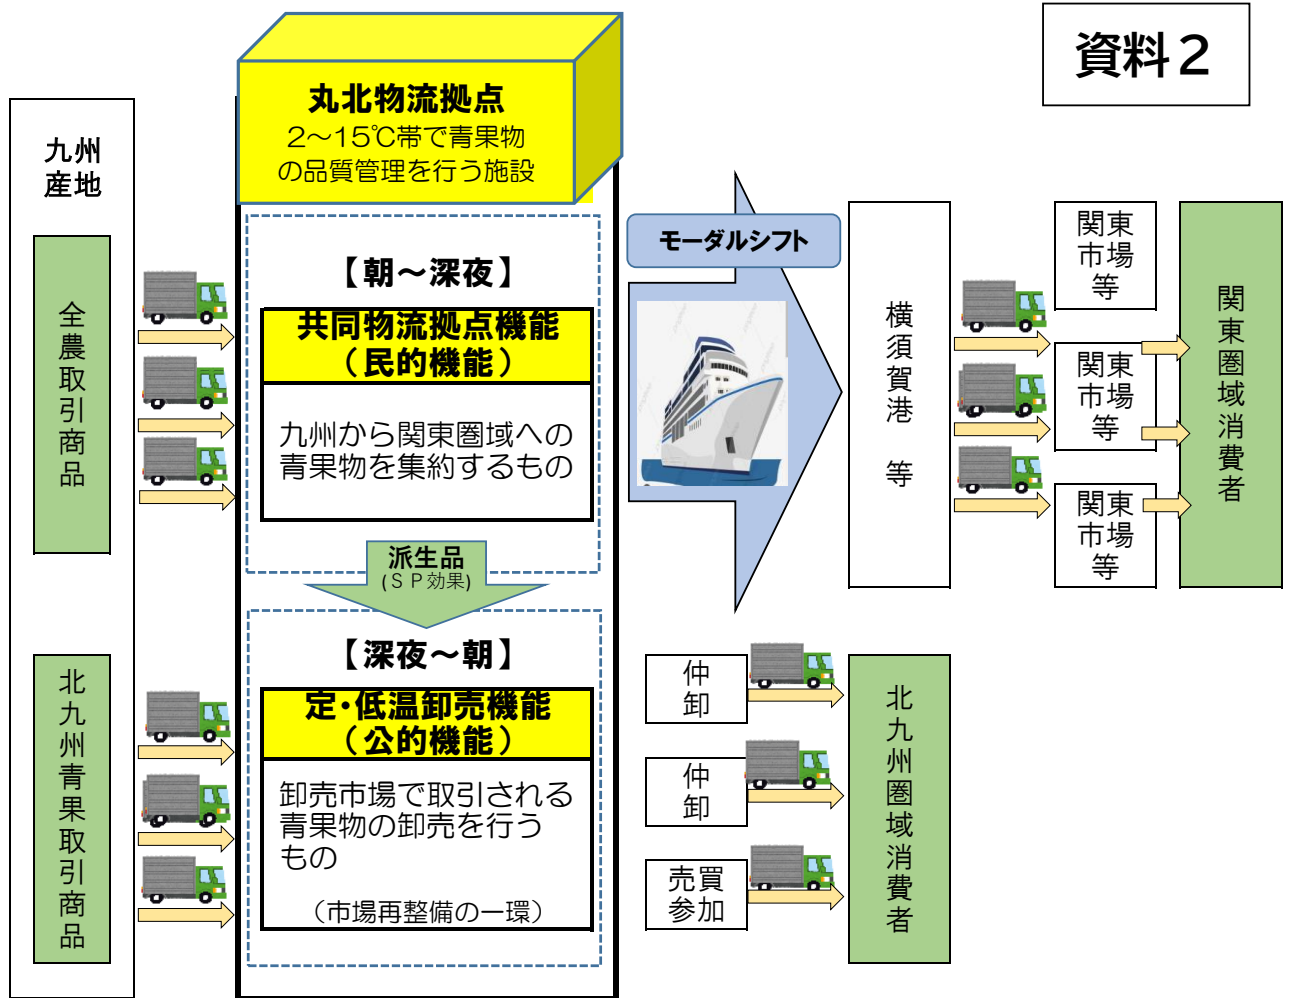 資料２
丸北物流拠点
２～１５℃帯で青果物
の品質管理を行う施設
九州
産地
全農取引商品
北九州青果取引商品
【朝～深夜】
共同物流拠点機能
（民的機能）
九州から関東圏域への
青果物を集約するもの
派生品
(ＳＰ効果)
【深夜～朝】
定・低温卸売機能
（公的機能）
卸売市場で取引される
青果物の卸売を行う
もの
（市場再整備の一環）
モーダルシフト
横須賀港　等
関東
市場
等
関東
市場
等
関東
市場
等
関東圏域消費者
仲
卸
仲
卸
売買
参加
北九州圏域消費者